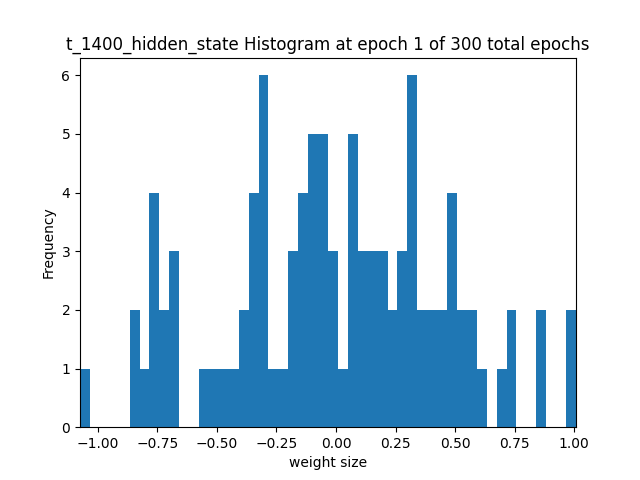 t_1400_hidden_state Histogram at epoch 1 of 300 total epochs
6
5
4
3
2
1
0
Frequency
−1.00 −0.75 −0.50 −0.25 0.00 0.25 0.50 0.75 1.00
weight size